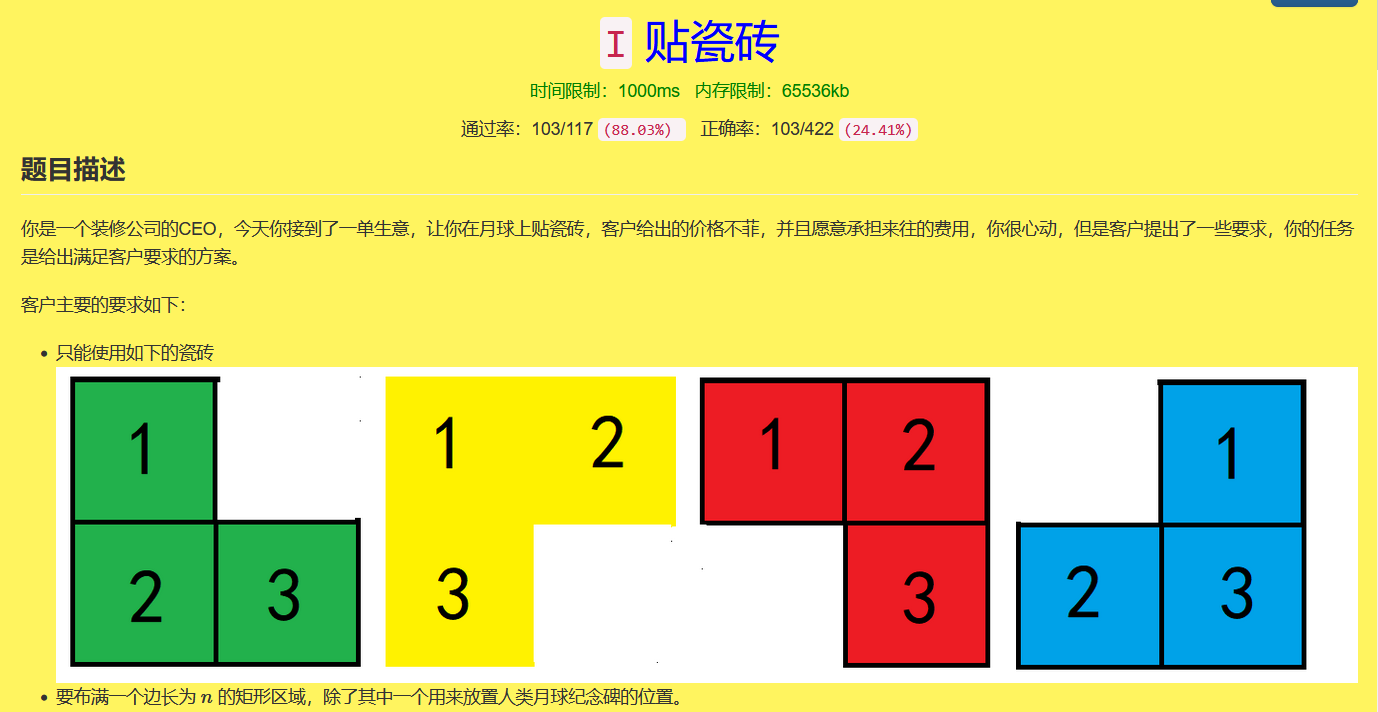 I 贴瓷砖
时间限制：1000ms 内存限制：65536kb
通过率：103/117 (88.03%) 正确率：103/422 (24.41%)
题目描述
你是一个装修公司的CEO，今天你接到了一单生意，让你在月球上贴瓷砖，客户给出的价格不菲，并且愿意承担来往的费用，你很心动，但是客户提出了一些要求，你的任务
是给出满足客户要求的方案。
客户主要的要求如下：
• 只能使用如下的瓷砖
1 1 2 1 2 1
2 3 3 3 2 3
• 要布满一个边长为 n 的矩形区域，除了其中一个用来放置人类月球纪念碑的位置。